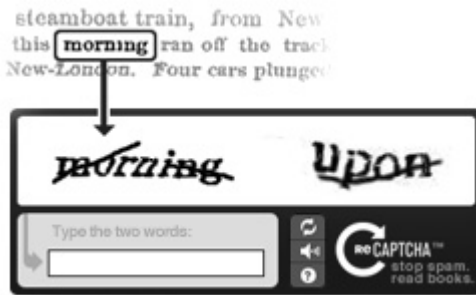 steamboat train, from New
this morning ran off the track
New-London. Four cars plunged
morning upon
Type the two words:
reCAPTCHA™
stop spam.
read books.